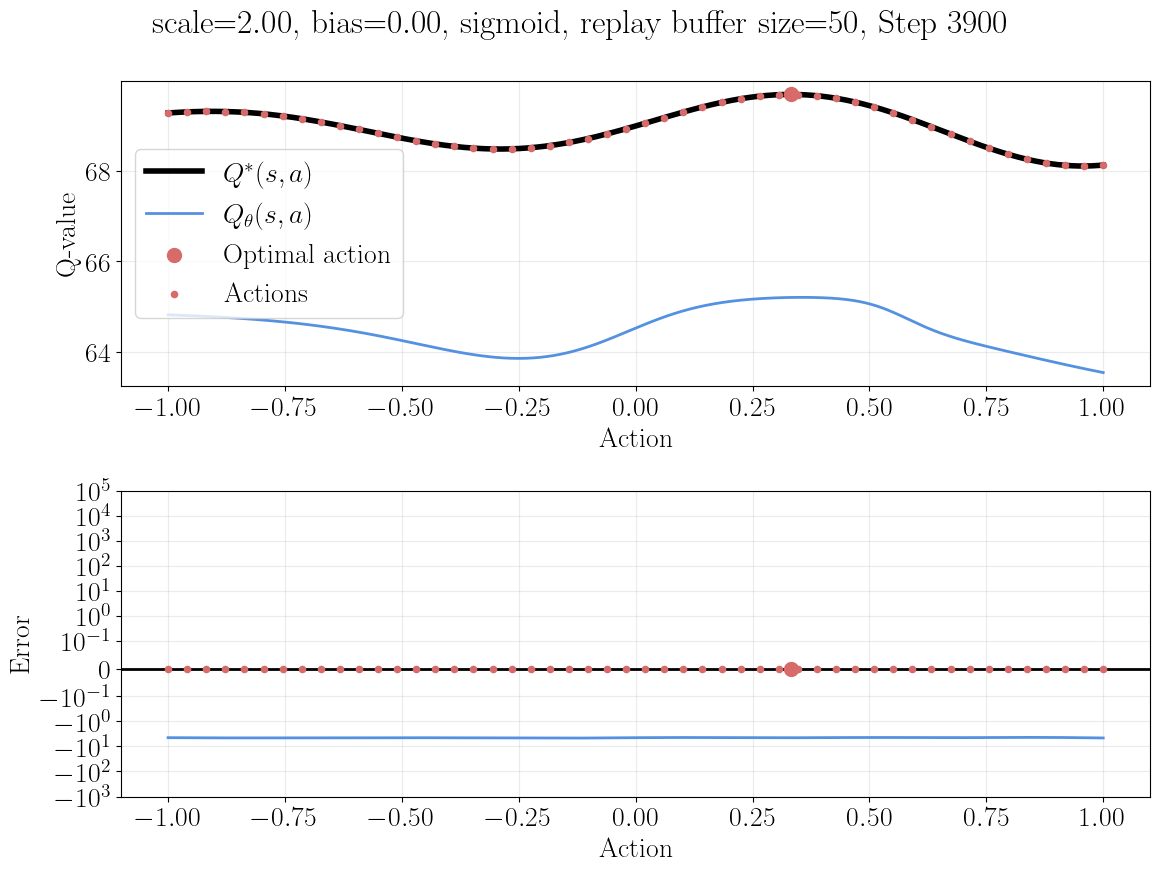 scale=2.00, bias=0.00, sigmoid, replay buffer size=50, Step 3900
Q-value
68
66
64
Q*(s, a)
Qθ(s, a)
Optimal action
Actions
−1.00 −0.75 −0.50 −0.25 0.00 0.25 0.50 0.75 1.00
Action
Error
10^5
10^4
10^3
10^2
10^1
10^0
10^−1
0
−10^−1
−10^0
−10^1
−10^2
−10^3
−1.00 −0.75 −0.50 −0.25 0.00 0.25 0.50 0.75 1.00
Action